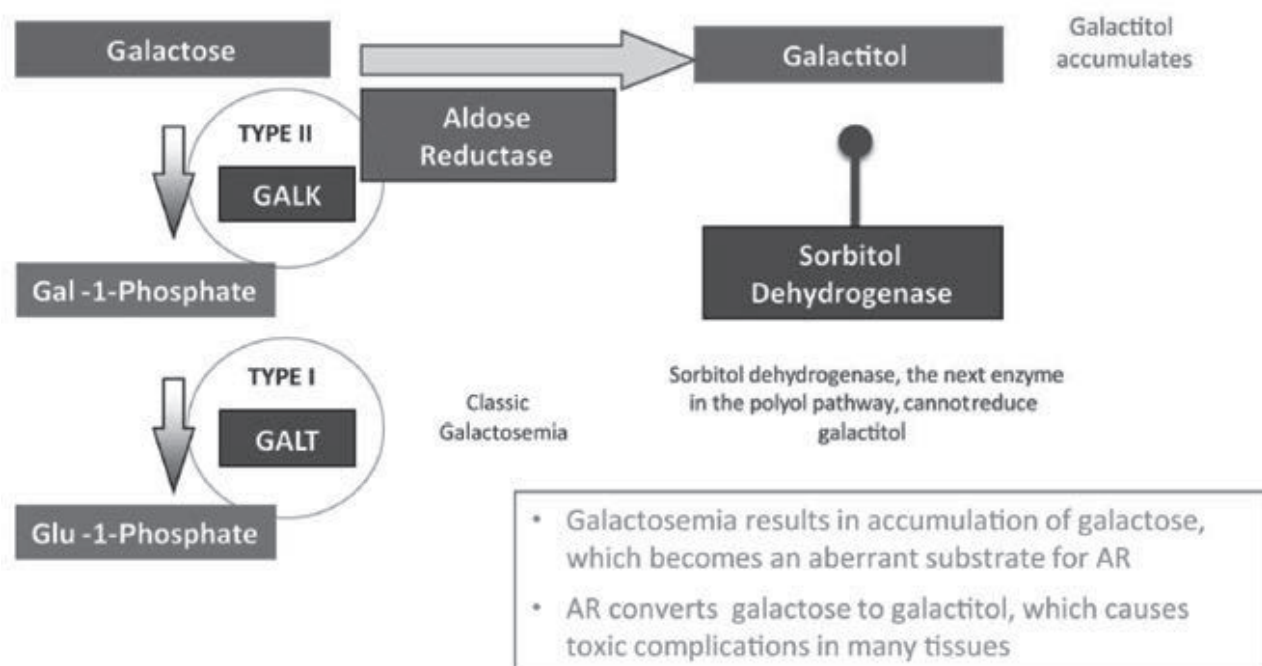 Galactose
Galactitol
Galactitol
accumulates
Aldose
Reductase
TYPE II
GALK
Sorbitol
Dehydrogenase
Gal -1-Phosphate
TYPE I
GALT
Classic
Galactosemia
Sorbitol dehydrogenase, the next enzyme
in the polyol pathway, cannotreduce
galactitol
Glu -1-Phosphate
• Galactosemia results in accumulation of galactose,
which becomes an aberrant substrate for AR
• AR converts galactose to galactitol, which causes
toxic complications in many tissues